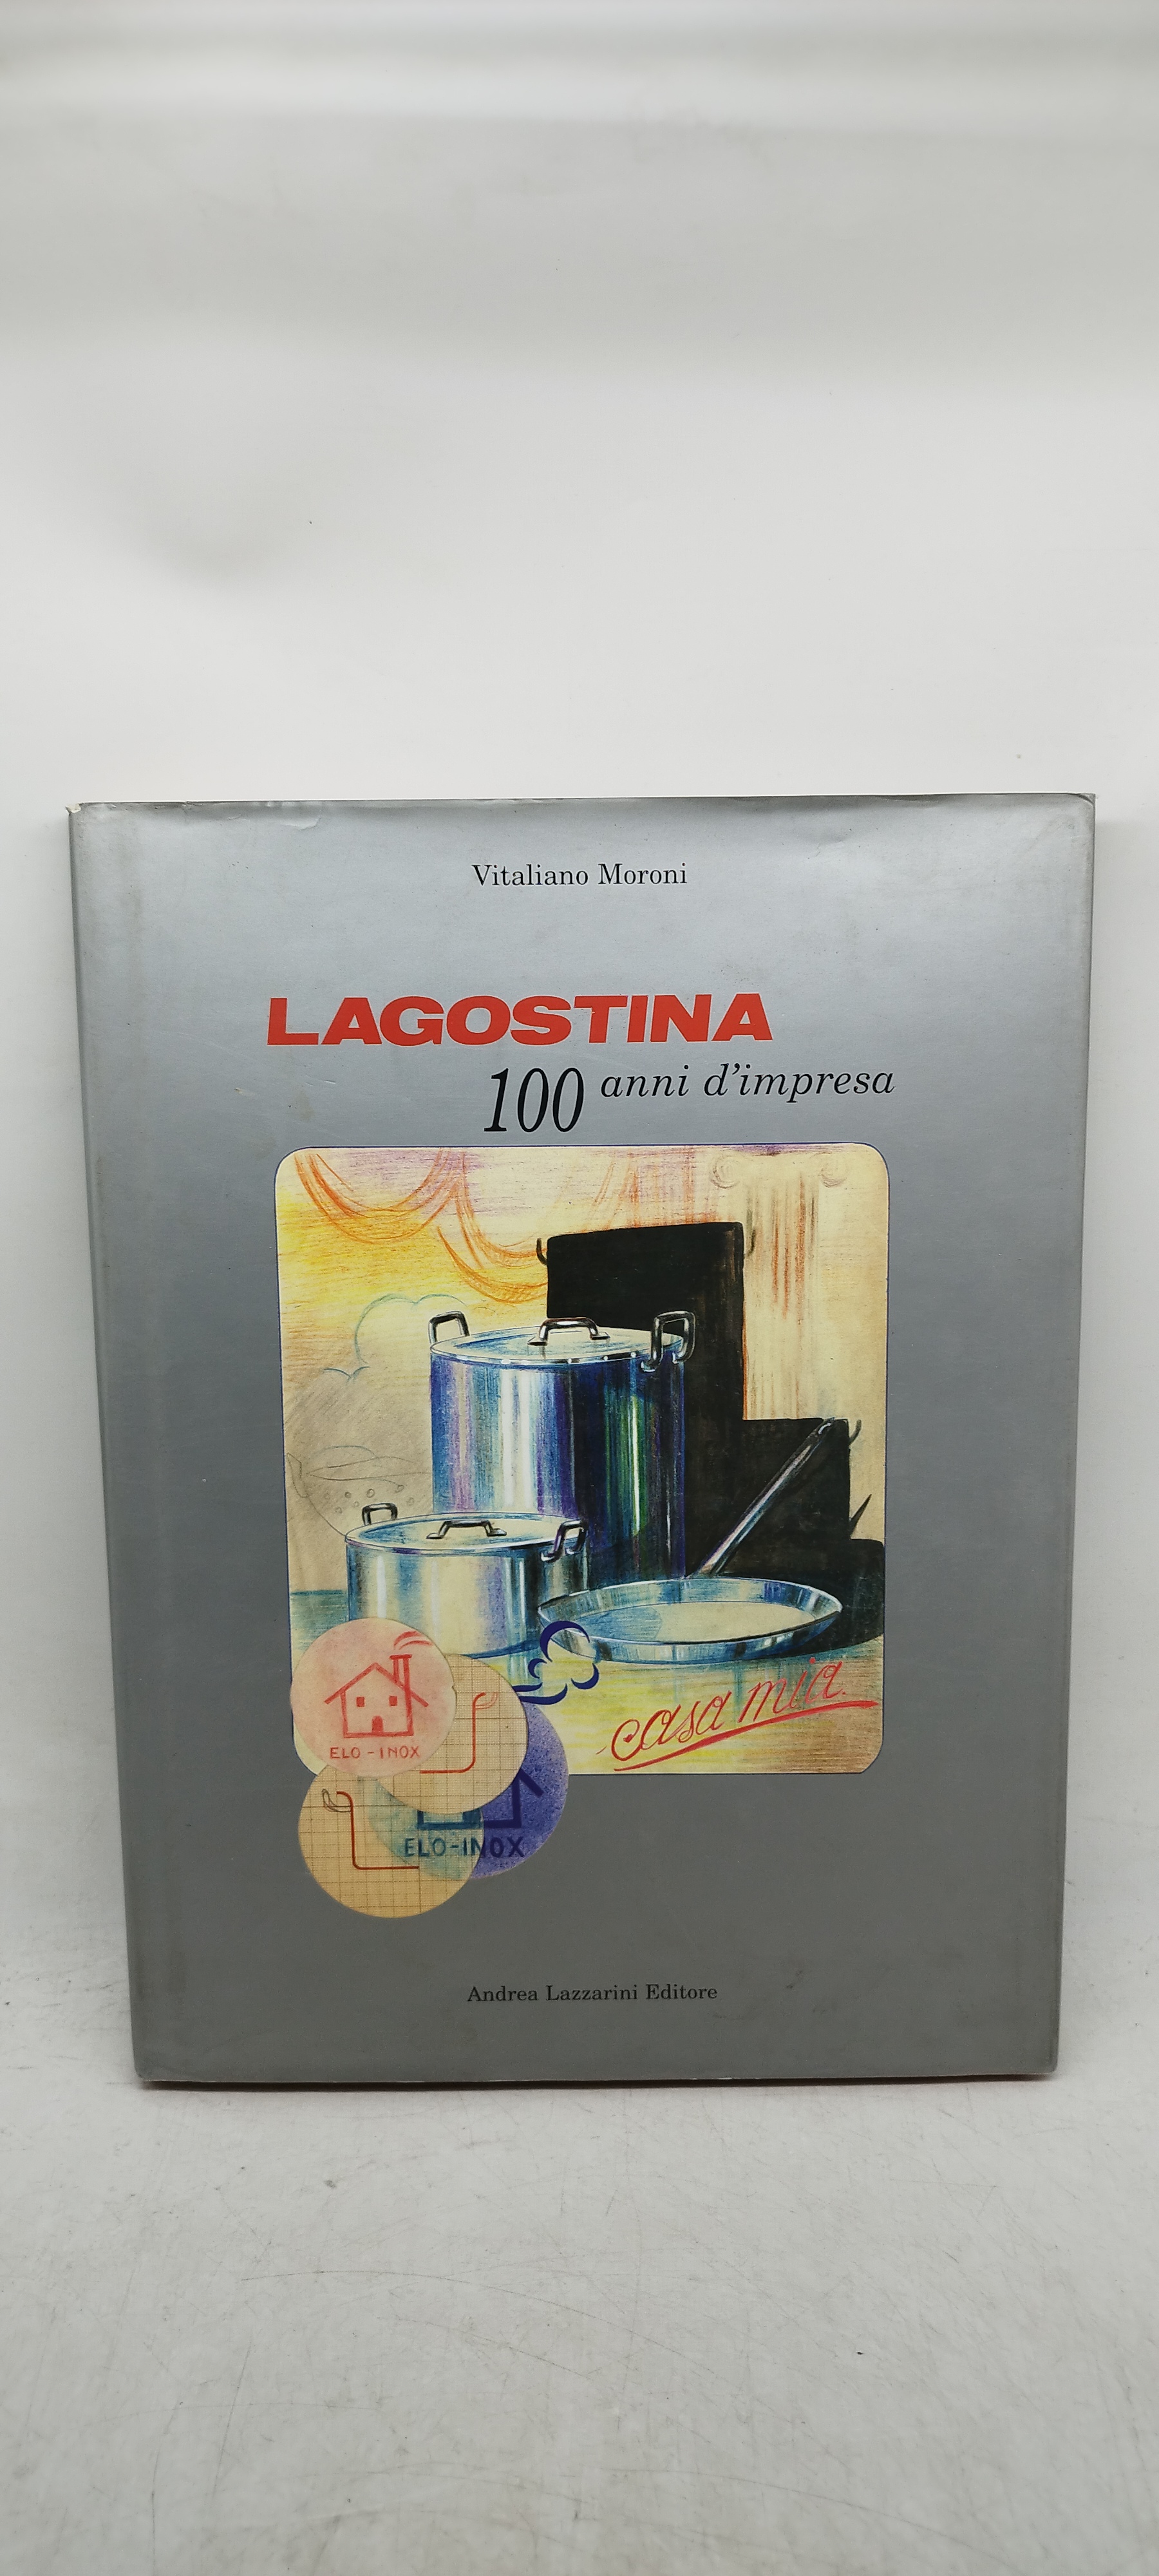 Vitaliano Moroni
LAGOSTINA
100 anni d'impresa
casa mia
ELO-INOX
ELO-INOX
Andrea Lazzarini Editore